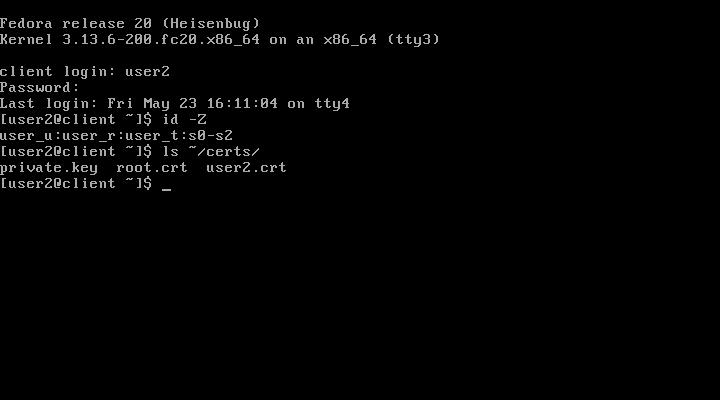 Fedora release 20 (Heisenbug)
Kernel 3.13.6-200.fc20.x86_64 on an x86_64 (tty3)
client login: user2
Password:
Last login: Fri May 23 16:11:04 on tty4
[user2@client ~]$ id -Z
user_u:user_r:user_t:s0-s2
[user2@client ~]$ ls ~/certs/
private.key  root.crt  user2.crt
[user2@client ~]$ _